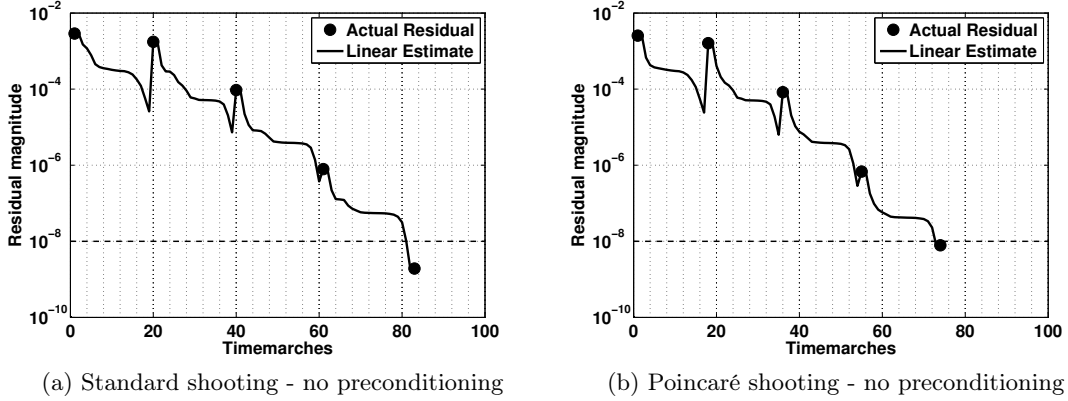 10⁻²
10⁻⁴
10⁻⁶
10⁻⁸
10⁻¹⁰
Residual magnitude
Actual Residual
Linear Estimate
0 20 40 60 80 100
Timemarches
(a) Standard shooting - no preconditioning
10⁻²
10⁻⁴
10⁻⁶
10⁻⁸
10⁻¹⁰
Residual magnitude
Actual Residual
Linear Estimate
0 20 40 60 80 100
Timemarches
(b) Poincaré shooting - no preconditioning